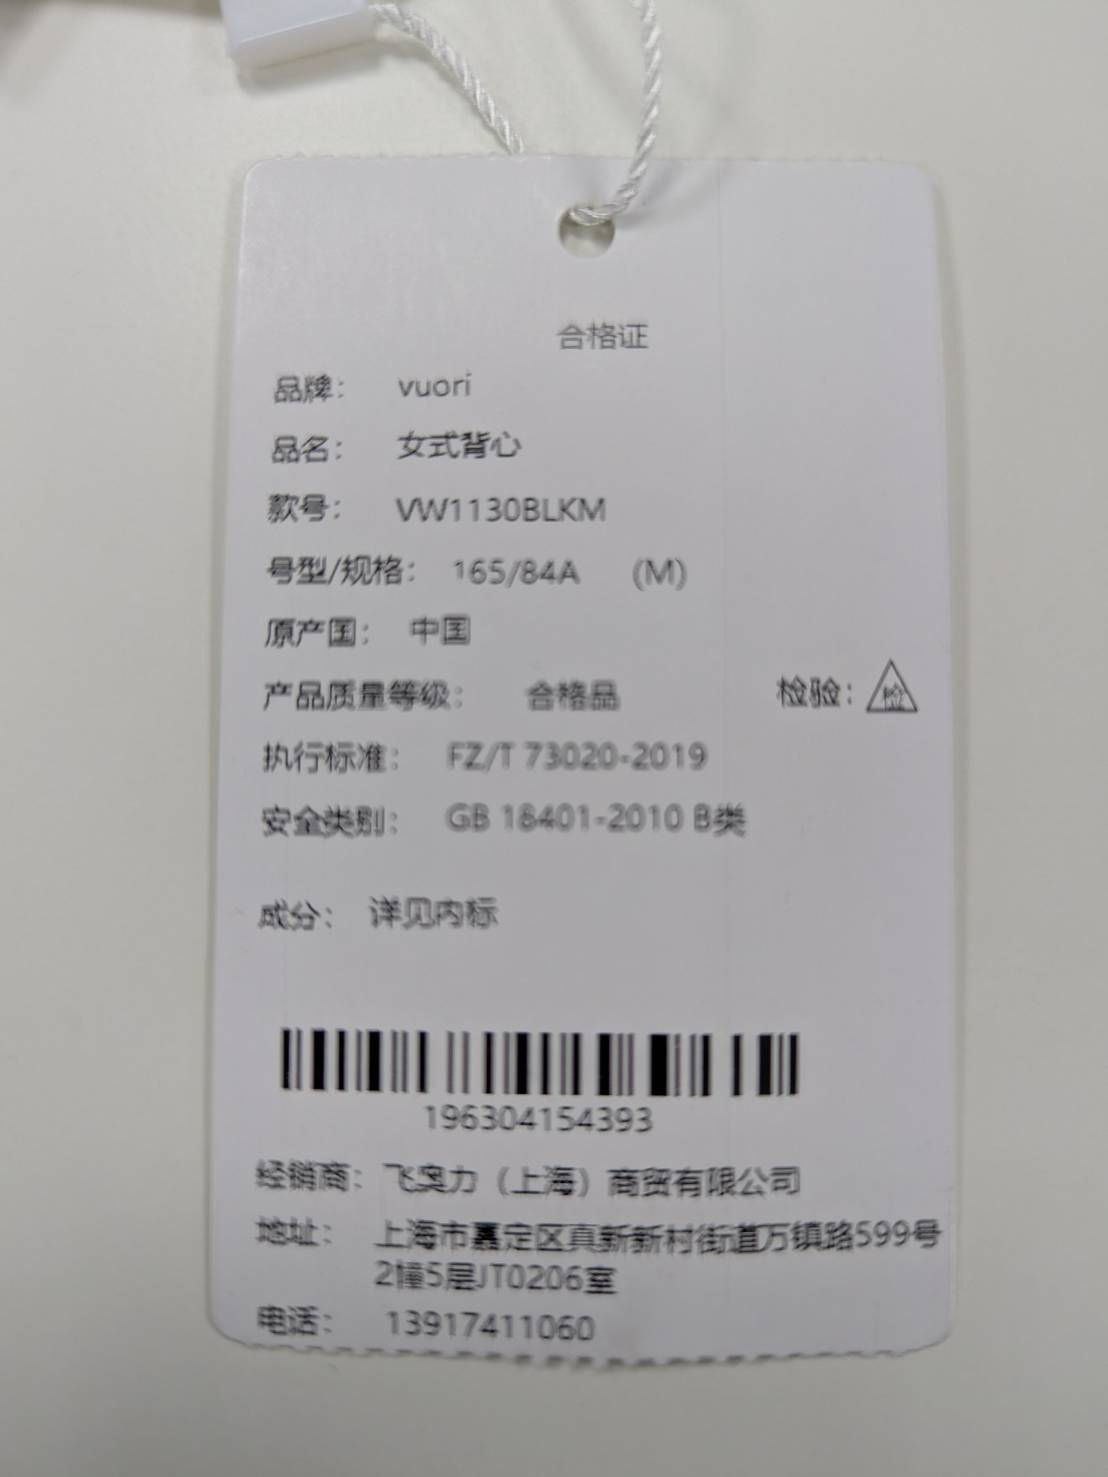 合格证
品牌： vuori
品名： 女式背心
款号： VW1130BLKM
号型/规格： 165/84A (M)
原产国： 中国
产品质量等级： 合格品 检验： 检
执行标准： FZ/T 73020-2019
安全类别： GB 18401-2010 B类
成分： 详见内标
196304154393
经销商： 飞奥力（上海）商贸有限公司
地址： 上海市嘉定区真新新村街道万镇路599号
2幢5层JT0206室
电话： 13917411060